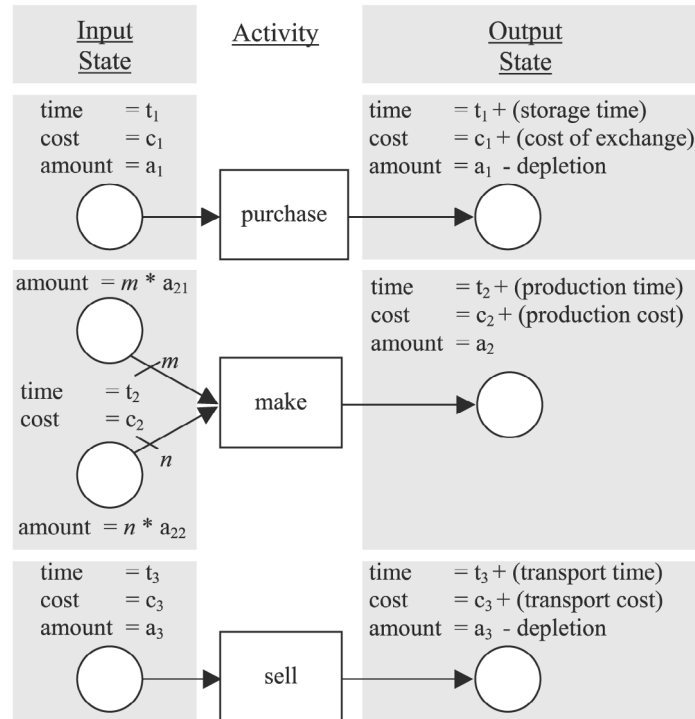 Input State
Activity
Output State
time = t₁
cost = c₁
amount = a₁
purchase
time = t₁ + (storage time)
cost = c₁ + (cost of exchange)
amount = a₁ - depletion
amount = m * a₂₁
m
time = t₂
cost = c₂
n
amount = n * a₂₂
make
time = t₂ + (production time)
cost = c₂ + (production cost)
amount = a₂
time = t₃
cost = c₃
amount = a₃
sell
time = t₃ + (transport time)
cost = c₃ + (transport cost)
amount = a₃ - depletion